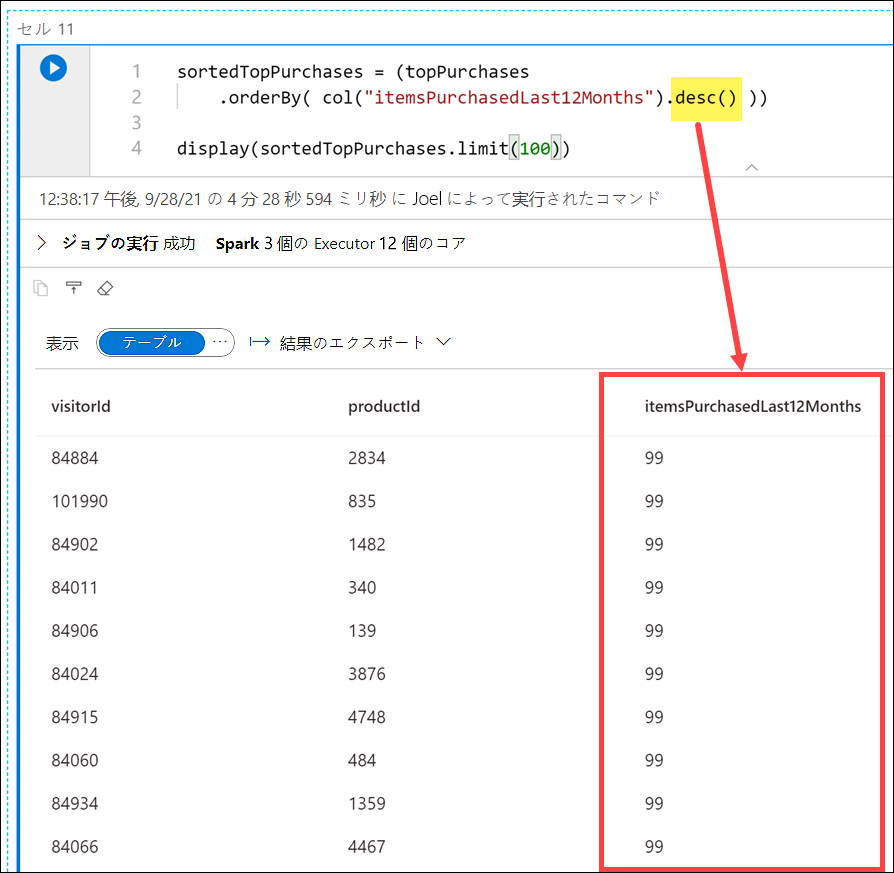 セル 11
1 sortedTopPurchases = (topPurchases
2 .orderBy( col("itemsPurchasedLast12Months").desc() ))
3
4 display(sortedTopPurchases.limit(100))
12:38:17 午後, 9/28/21 の 4 分 28 秒 594 ミリ秒 に Joel によって実行されたコマンド
ジョブの実行 成功 Spark 3 個の Executor 12 個のコア
表示 テーブル ... 結果のエクスポート
visitorId productId itemsPurchasedLast12Months
84884 2834 99
101990 835 99
84902 1482 99
84011 340 99
84906 139 99
84024 3876 99
84915 4748 99
84060 484 99
84934 1359 99
84066 4467 99